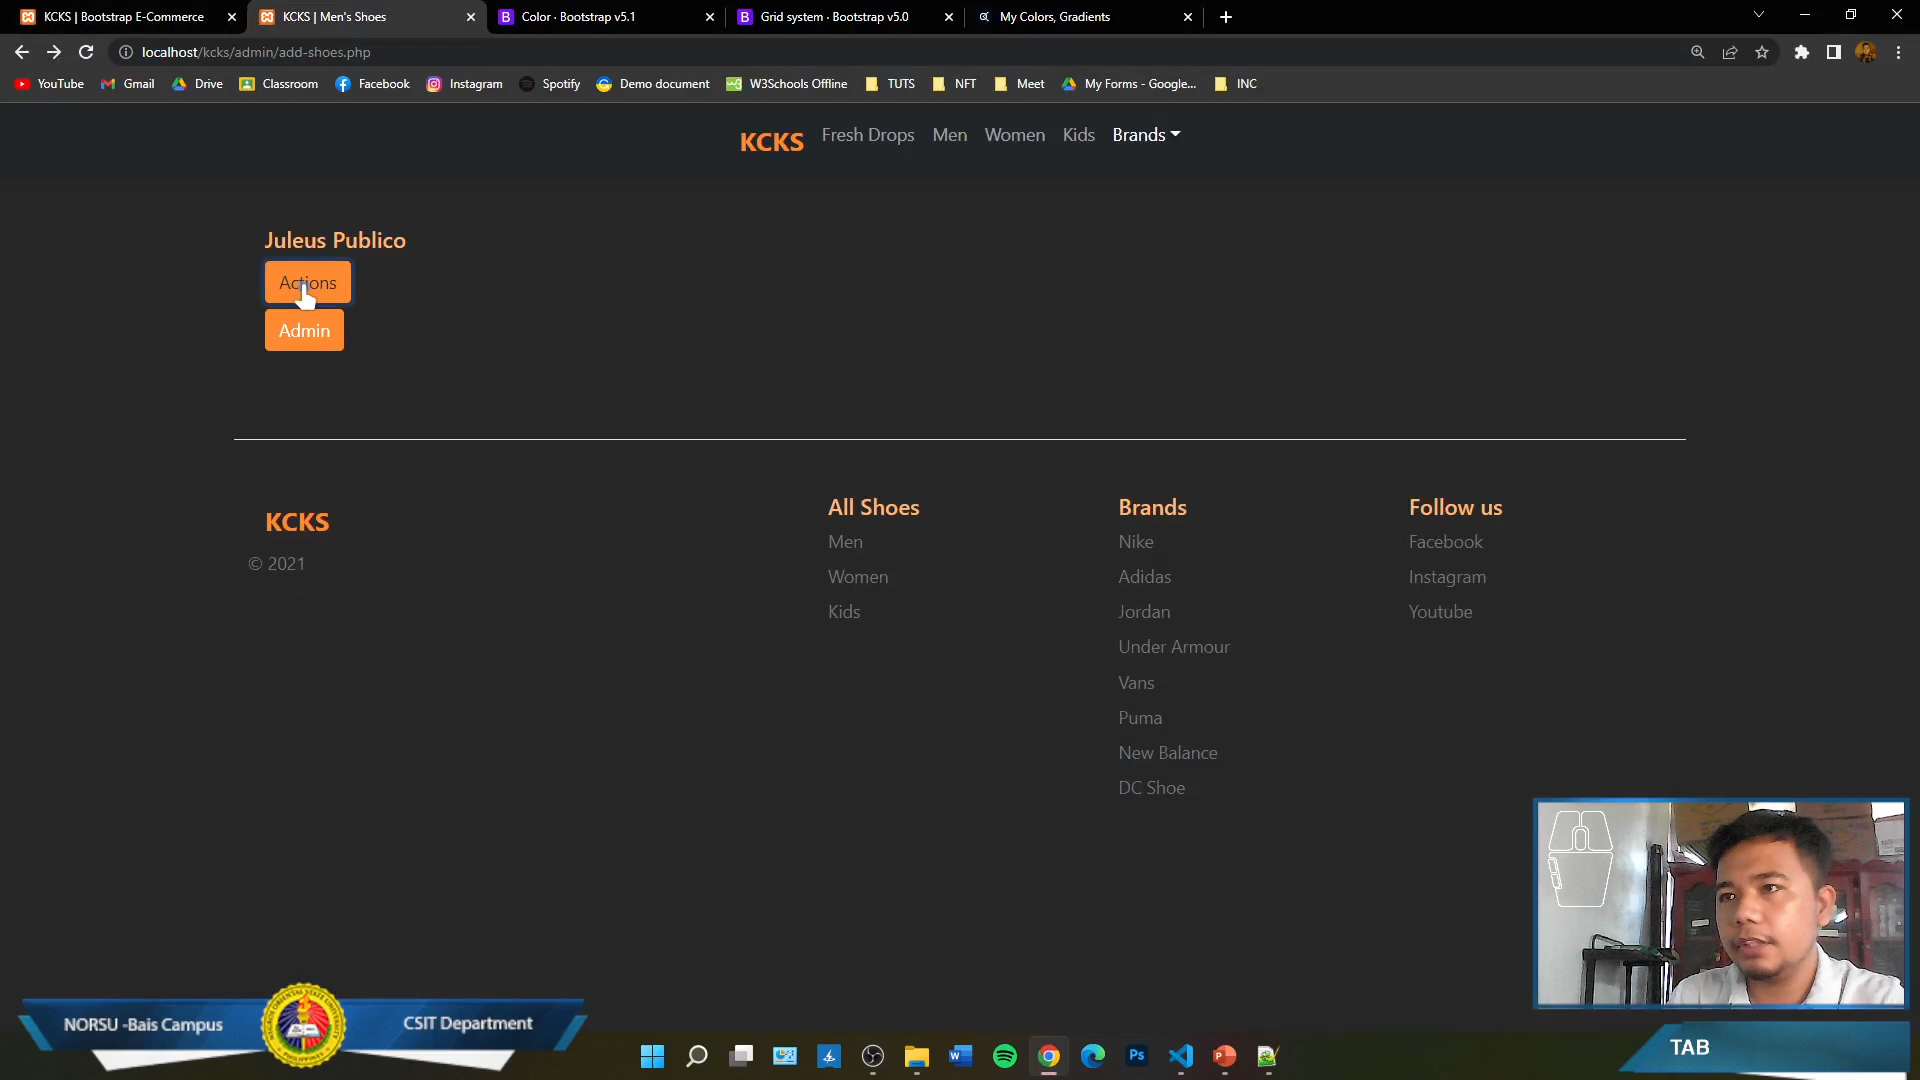 KCKS | Bootstrap E-Commerce
KCKS | Men's Shoes
Color · Bootstrap v5.1
Grid system · Bootstrap v5.0
My Colors, Gradients
localhost/kcks/admin/add-shoes.php
YouTube
Gmail
Drive
Classroom
Facebook
Instagram
Spotify
Demo document
W3Schools Offline
TUTS
NFT
Meet
My Forms - Google...
INC
KCKS
Fresh Drops
Men
Women
Kids
Brands
Juleus Publico
Actions
Admin
KCKS
© 2021
All Shoes
Men
Women
Kids
Brands
Nike
Adidas
Jordan
Under Armour
Vans
Puma
New Balance
DC Shoe
Follow us
Facebook
Instagram
Youtube
NORSU -Bais Campus
CSIT Department
TAB